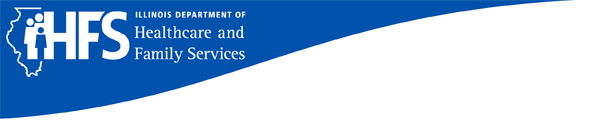 ILLINOIS DEPARTMENT OF
HFS
Healthcare and
Family Services